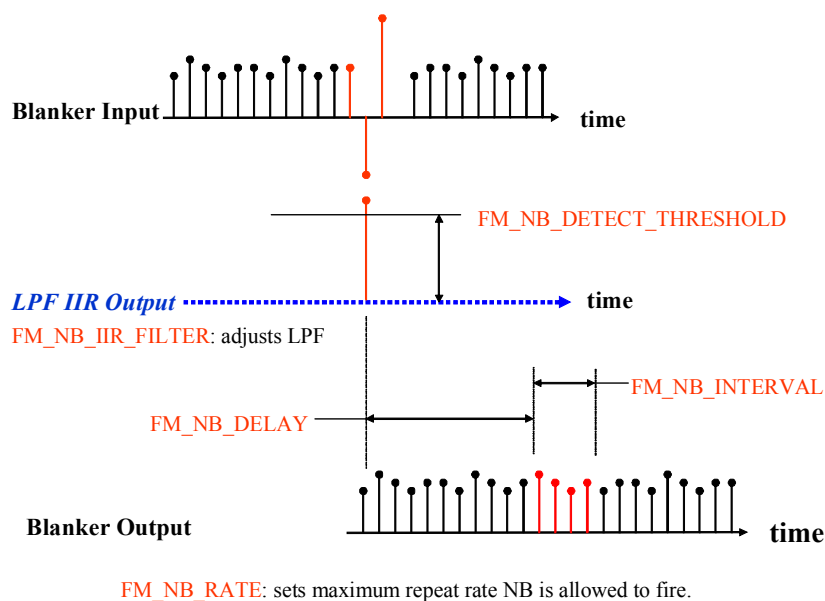 Blanker Input
time
FM_NB_DETECT_THRESHOLD
LPF IIR Output
time
FM_NB_IIR_FILTER: adjusts LPF
FM_NB_INTERVAL
FM_NB_DELAY
Blanker Output
time
FM_NB_RATE: sets maximum repeat rate NB is allowed to fire.